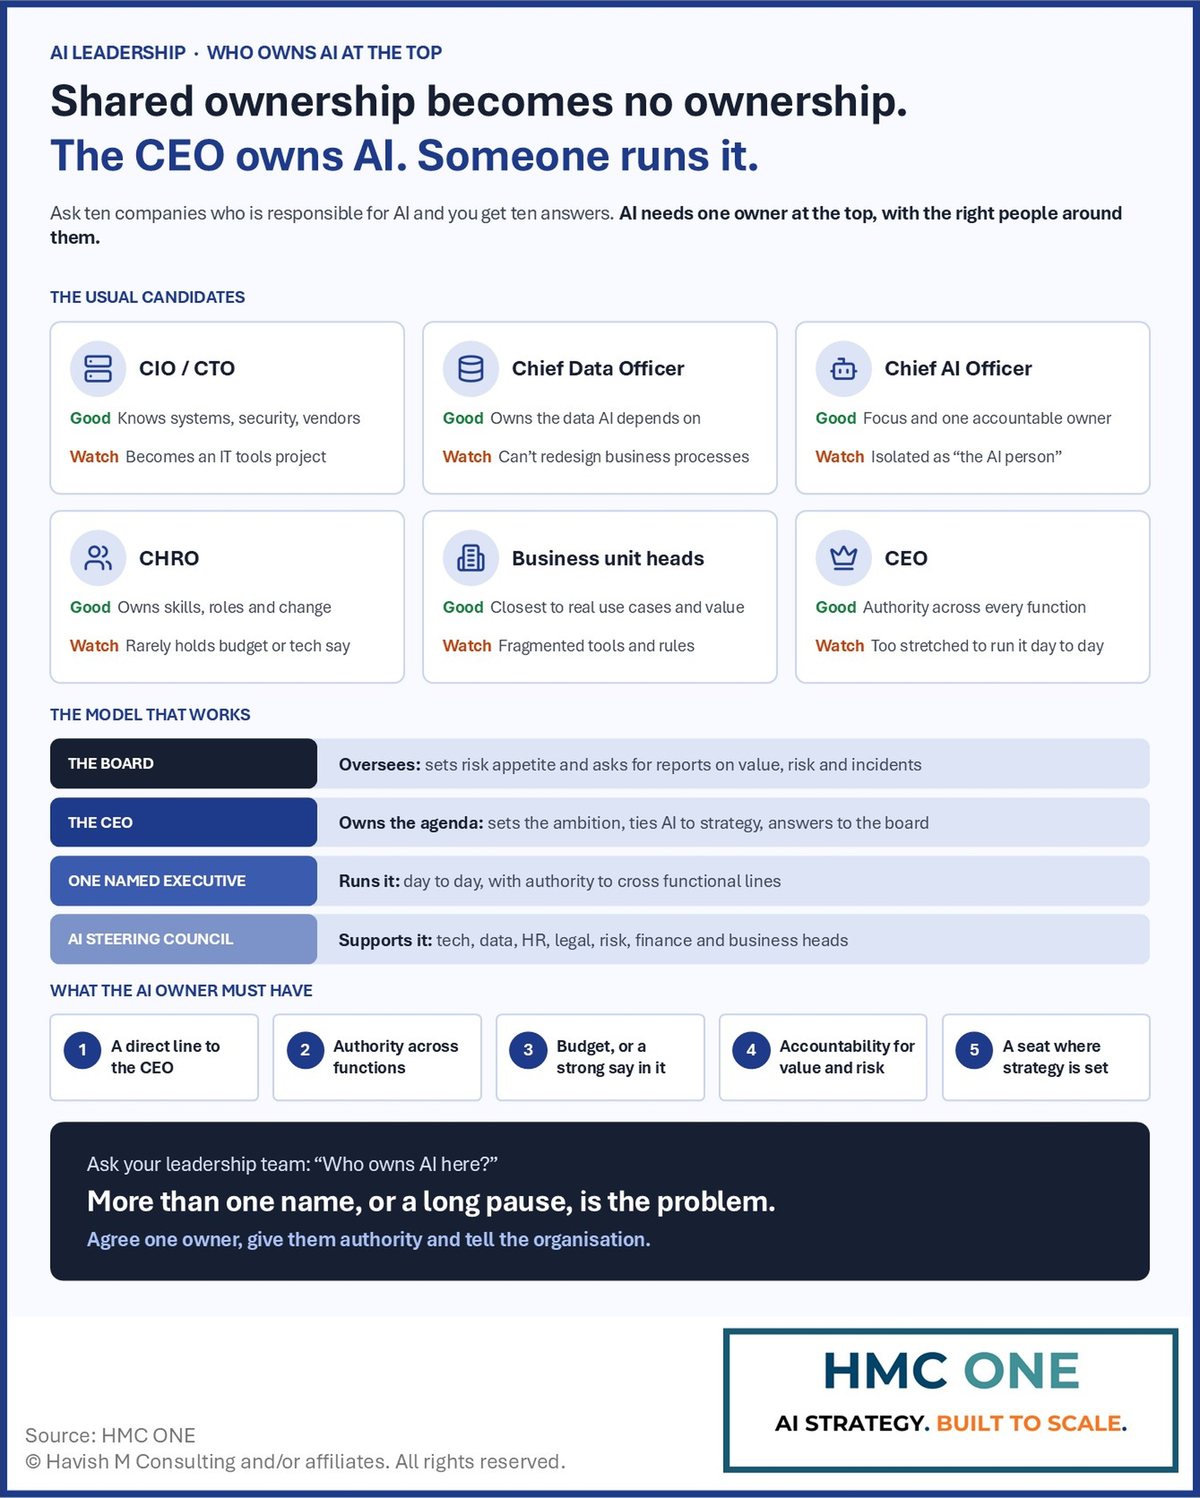 AI LEADERSHIP · WHO OWNS AI AT THE TOP
Shared ownership becomes no ownership.
The CEO owns AI. Someone runs it.
Ask ten companies who is responsible for AI and you get ten answers. AI needs one owner at the top, with the right people around
them.
THE USUAL CANDIDATES
CIO / CTO
Good Knows systems, security, vendors
Watch Becomes an IT tools project
Chief Data Officer
Good Owns the data AI depends on
Watch Can’t redesign business processes
Chief AI Officer
Good Focus and one accountable owner
Watch Isolated as “the AI person”
CHRO
Good Owns skills, roles and change
Watch Rarely holds budget or tech say
Business unit heads
Good Closest to real use cases and value
Watch Fragmented tools and rules
CEO
Good Authority across every function
Watch Too stretched to run it day to day
THE MODEL THAT WORKS
THE BOARD
Oversees: sets risk appetite and asks for reports on value, risk and incidents
THE CEO
Owns the agenda: sets the ambition, ties AI to strategy, answers to the board
ONE NAMED EXECUTIVE
Runs it: day to day, with authority to cross functional lines
AI STEERING COUNCIL
Supports it: tech, data, HR, legal, risk, finance and business heads
WHAT THE AI OWNER MUST HAVE
1
A direct line to
the CEO
2
Authority across
functions
3
Budget, or a
strong say in it
4
Accountability for
value and risk
5
A seat where
strategy is set
Ask your leadership team: “Who owns AI here?”
More than one name, or a long pause, is the problem.
Agree one owner, give them authority and tell the organisation.
HMC ONE
AI STRATEGY. BUILT TO SCALE.
Source: HMC ONE
© Havish M Consulting and/or affiliates. All rights reserved.